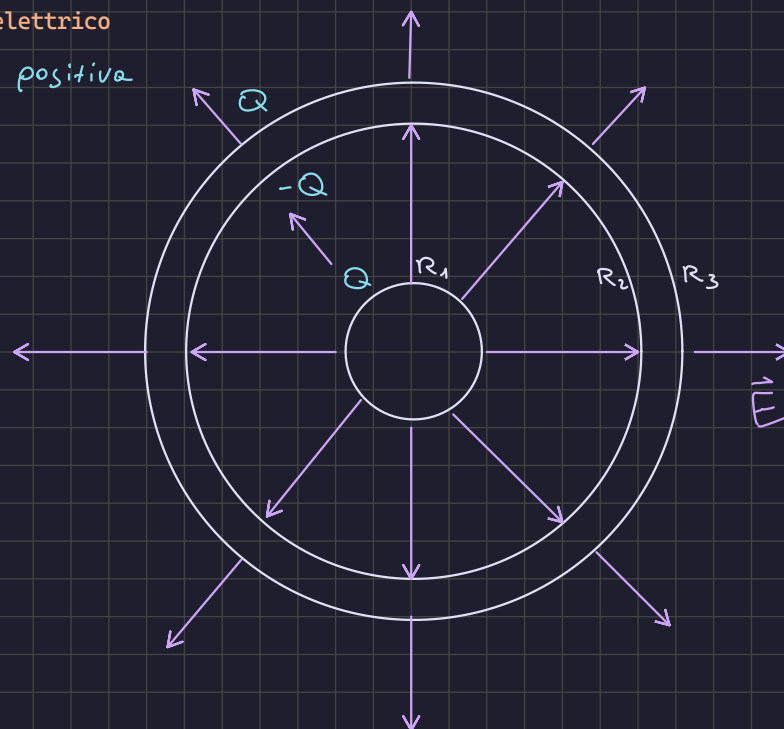 elettrico
positiva
Q
-Q
Q
R₁
R₂
R₃
E⃗